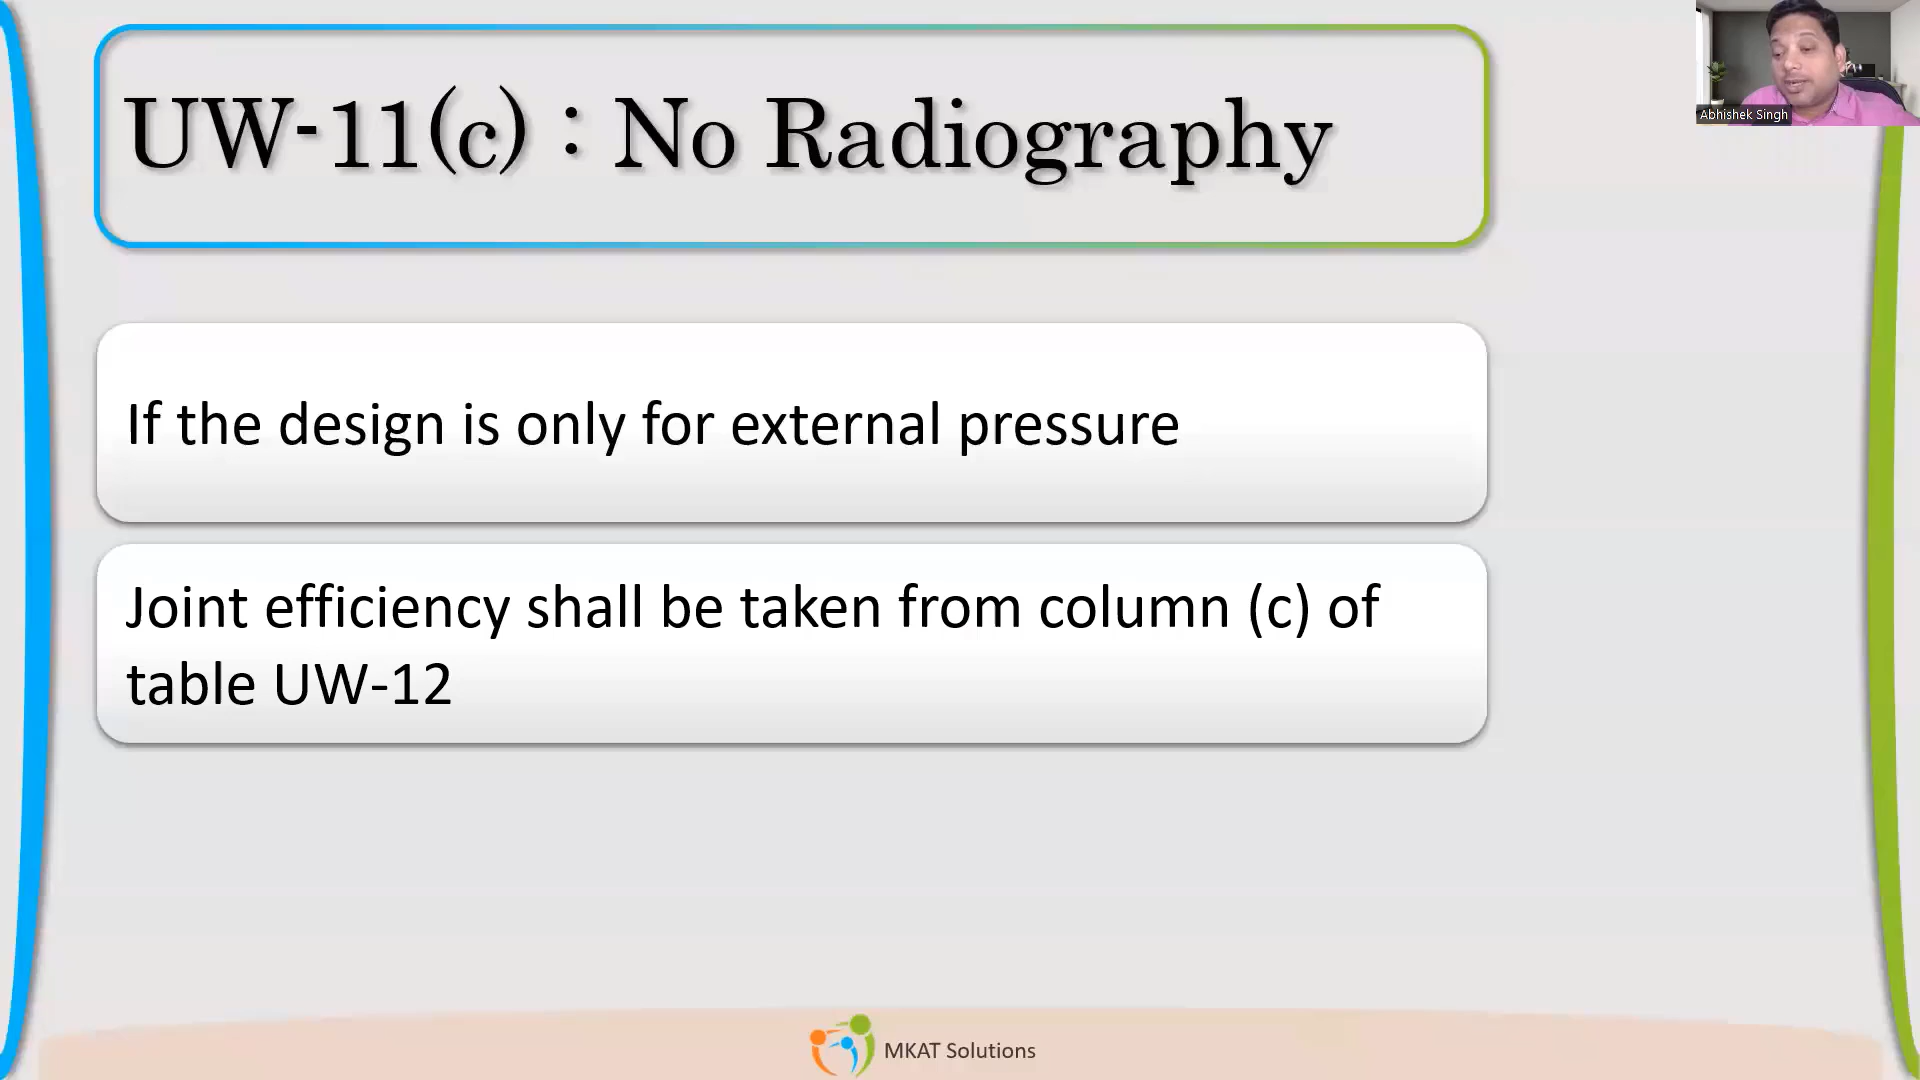 UW-11(c) : No Radiography
Abhishek Singh
If the design is only for external pressure
Joint efficiency shall be taken from column (c) of
table UW-12
MKAT Solutions